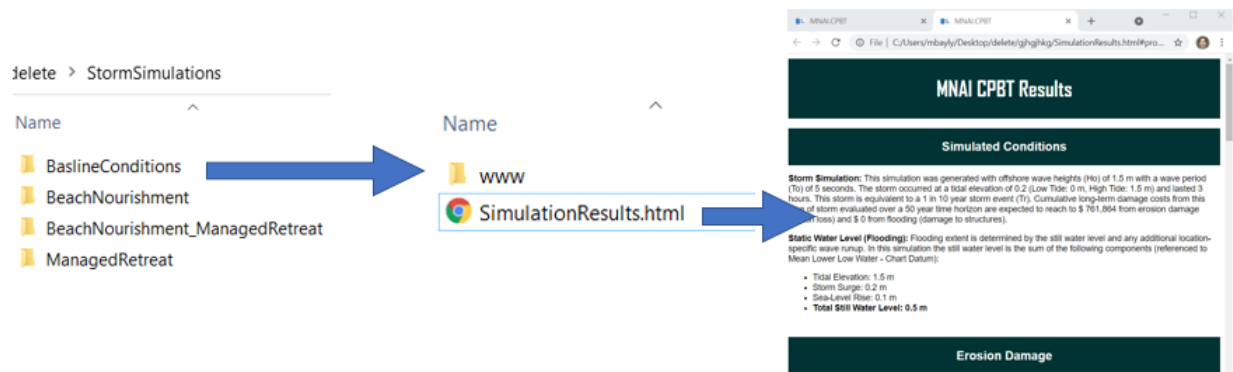 delete > StormSimulations
Name
BaslineConditions
BeachNourishment
BeachNourishment_ManagedRetreat
ManagedRetreat
Name
www
SimulationResults.html
MNAI.CPBT
MNAI.CPBT
File | C:/Users/mbayly/Desktop/delete/gjhgjhkg/SimulationResults.html#pro...
MNAI CPBT Results
Simulated Conditions
Storm Simulation: This simulation was generated with offshore wave heights (Ho) of 1.5 m with a wave period
(To) of 5 seconds. The storm occurred at a tidal elevation of 0.2 (Low Tide: 0 m, High Tide: 1.5 m) and lasted 3
hours. This storm is equivalent to a 1 in 10 year storm event (Tr). Cumulative long-term damage costs from this
of storm evaluated over a 50 year time horizon are expected to reach to $ 761,864 from erosion damage
loss) and $ 0 from flooding (damage to structures).
Static Water Level (Flooding): Flooding extent is determined by the still water level and any additional location-
specific wave runup. In this simulation the still water level is the sum of the following components (referenced to
Mean Lower Low Water - Chart Datum):
Tidal Elevation: 1.5 m
Storm Surge: 0.2 m
Sea-Level Rise: 0.1 m
Total Still Water Level: 0.5 m
Erosion Damage